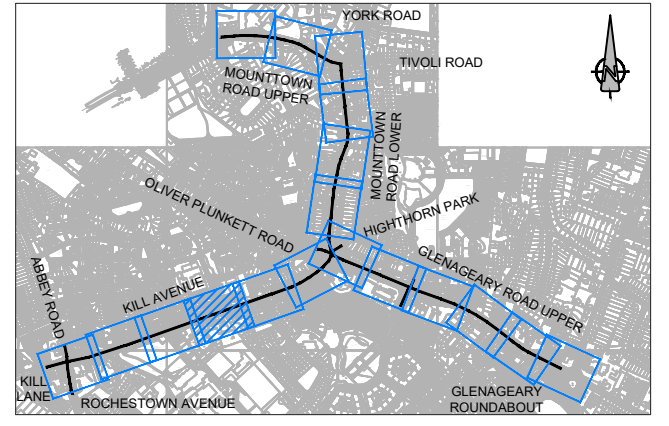 YORK ROAD
TIVOLI ROAD
N
MOUNTTOWN
ROAD UPPER
MOUNTTOWN
ROAD LOWER
OLIVER PLUNKETT ROAD
HIGHTHORN PARK
GLENAGEARY ROAD UPPER
ABBEY ROAD
KILL AVENUE
KILL
LANE
ROCHESTOWN AVENUE
GLENAGEARY
ROUNDABOUT